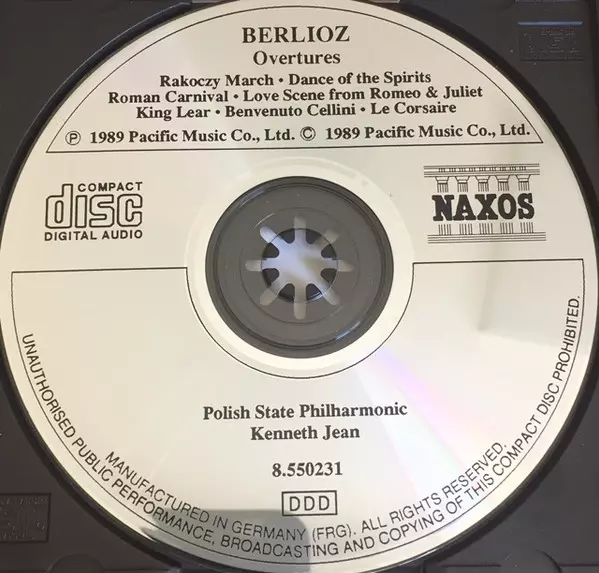 BERLIOZ
Overtures
Rakoczy March • Dance of the Spirits
Roman Carnival • Love Scene from Romeo & Juliet
King Lear • Benvenuto Cellini • Le Corsaire
Ⓟ 1989 Pacific Music Co., Ltd. © 1989 Pacific Music Co., Ltd.
COMPACT
disc
DIGITAL AUDIO
NAXOS
Polish State Philharmonic
Kenneth Jean
8.550231
DDD
MANUFACTURED IN GERMANY (FRG). ALL RIGHTS RESERVED.
UNAUTHORISED PUBLIC PERFORMANCE, BROADCASTING AND COPYING OF THIS COMPACT DISC PROHIBITED.